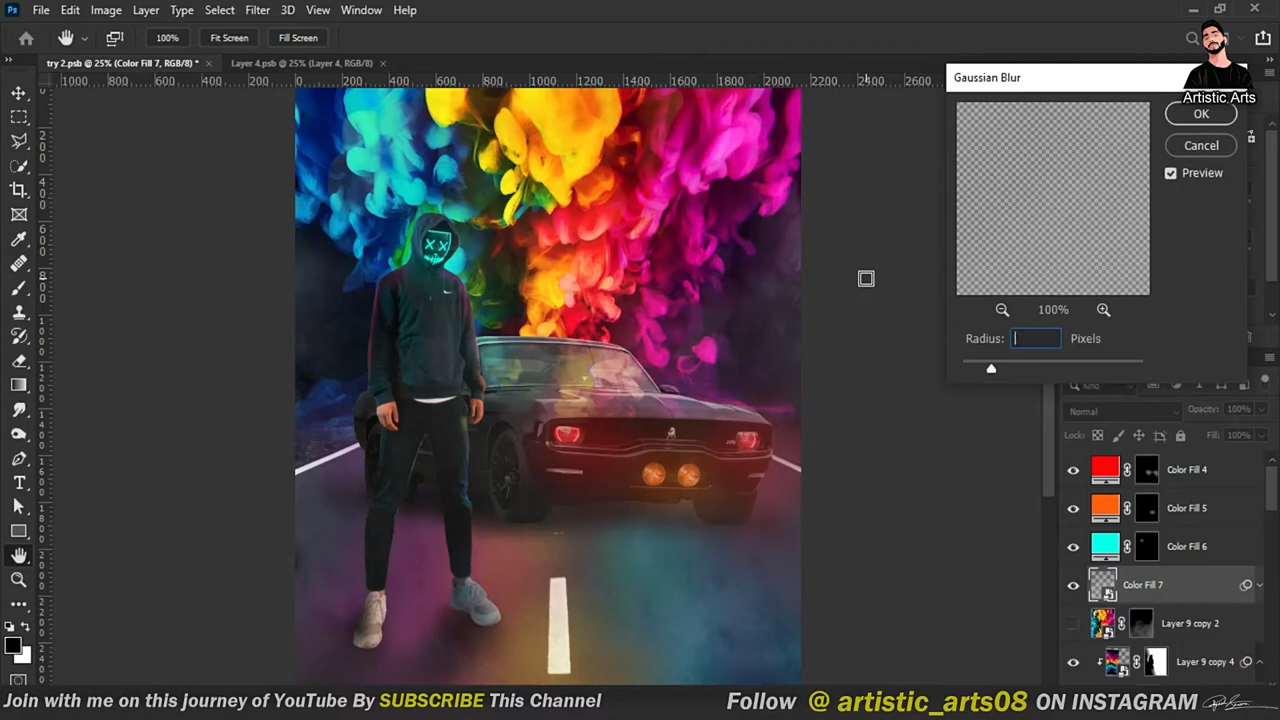 Ps File Edit Image Layer Type Select Filter 3D View Window Help
100% Fit Screen Fill Screen
try 2.psb @ 25% (Color Fill 7, RGB/8) * × Layer 4.psb @ 25% (Layer 4, RGB/8) ×
1000 800 600 400 200 0 200 400 600 800 1000 1200 1400 1600 1800 2000 2200 2400 2600
Gaussian Blur
Artistic Arts
OK
Cancel
Preview
100%
Radius: Pixels
Kind
Normal Opacity: 100%
Lock: Fill: 100%
Color Fill 4
Color Fill 5
Color Fill 6
Color Fill 7
Layer 9 copy 2
Layer 9 copy 4
Join with me on this journey of YouTube By SUBSCRIBE This Channel Follow @ artistic_arts08 ON INSTAGRAM